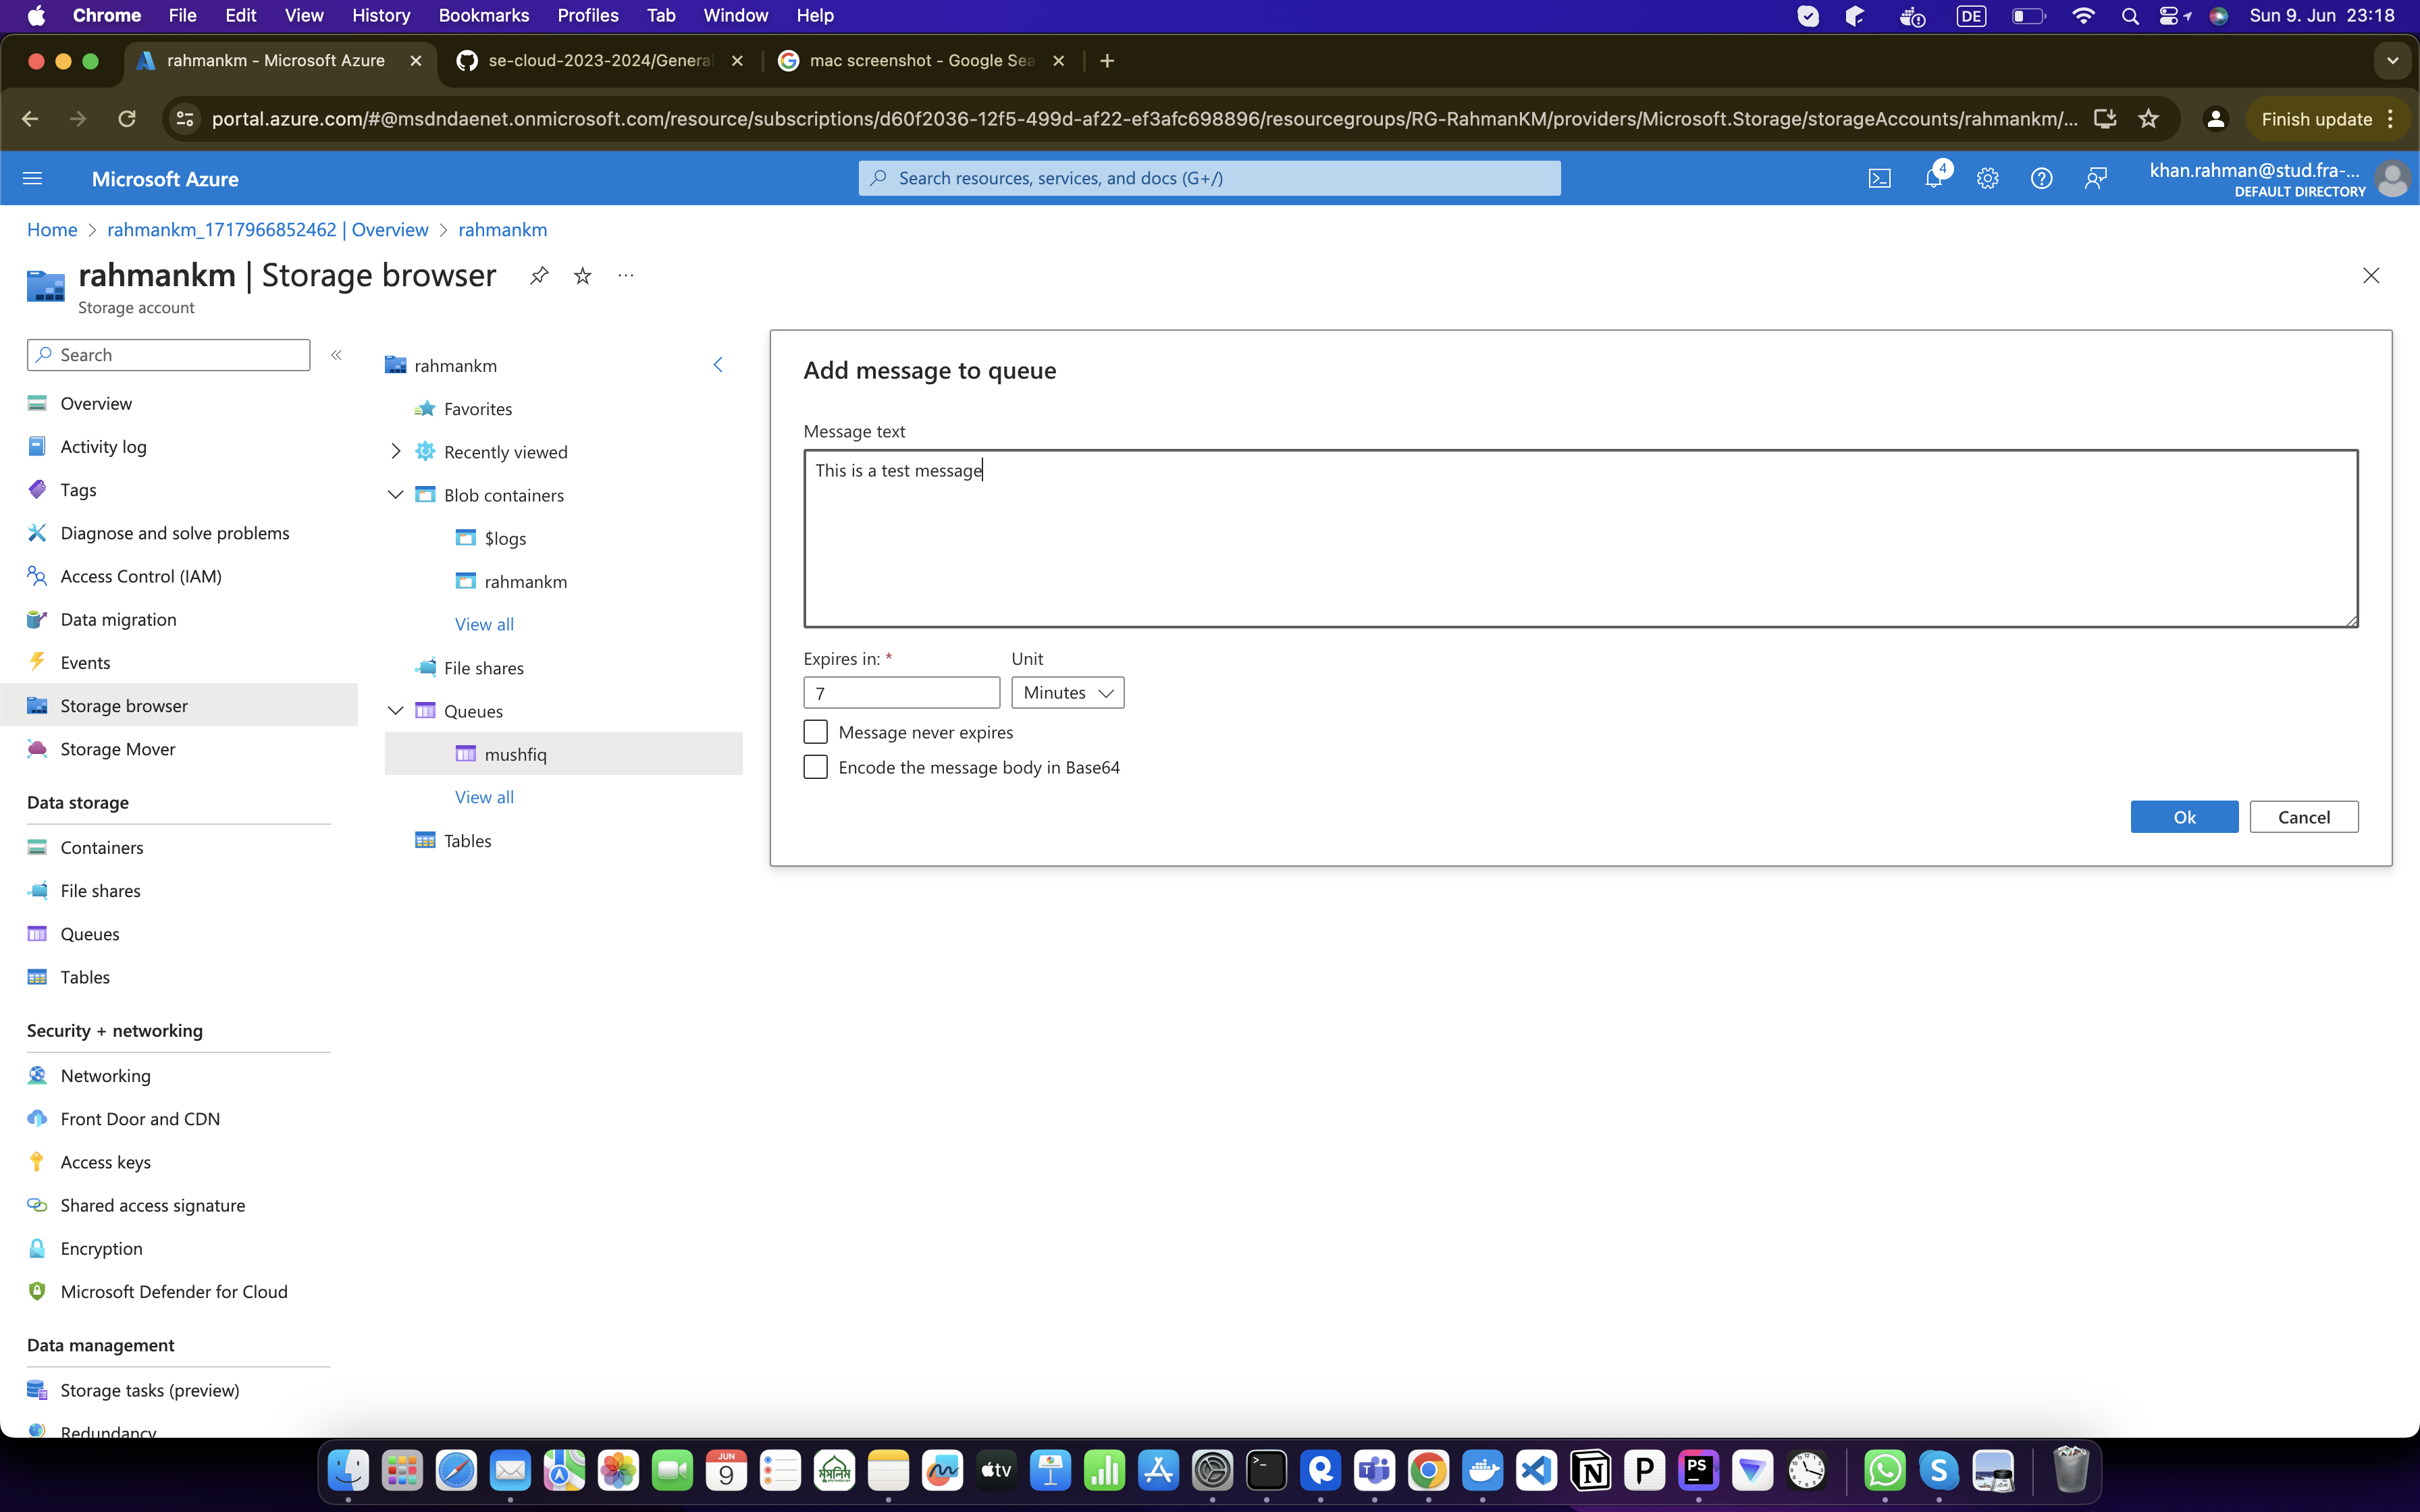 Chrome File Edit View History Bookmarks Profiles Tab Window Help DE Sun 9. Jun 23:18
rahmankm - Microsoft Azure se-cloud-2023-2024/General mac screenshot - Google Sea
portal.azure.com/#@msdndaenet.onmicrosoft.com/resource/subscriptions/d60f2036-12f5-499d-af22-ef3afc698896/resourcegroups/RG-RahmanKM/providers/Microsoft.Storage/storageAccounts/rahmankm/... Finish update
Microsoft Azure Search resources, services, and docs (G+/) 4 khan.rahman@stud.fra-...
DEFAULT DIRECTORY
Home > rahmankm_1717966852462 | Overview > rahmankm
rahmankm | Storage browser
Storage account
Search
Overview
Activity log
Tags
Diagnose and solve problems
Access Control (IAM)
Data migration
Events
Storage browser
Storage Mover
Data storage
Containers
File shares
Queues
Tables
Security + networking
Networking
Front Door and CDN
Access keys
Shared access signature
Encryption
Microsoft Defender for Cloud
Data management
Storage tasks (preview)
Redundancy
rahmankm
Favorites
Recently viewed
Blob containers
$logs
rahmankm
View all
File shares
Queues
mushfiq
View all
Tables
Add message to queue
Message text
This is a test message
Expires in: * Unit
7 Minutes
Message never expires
Encode the message body in Base64
Ok Cancel
JUN
9
মুসলিম
tv
PS